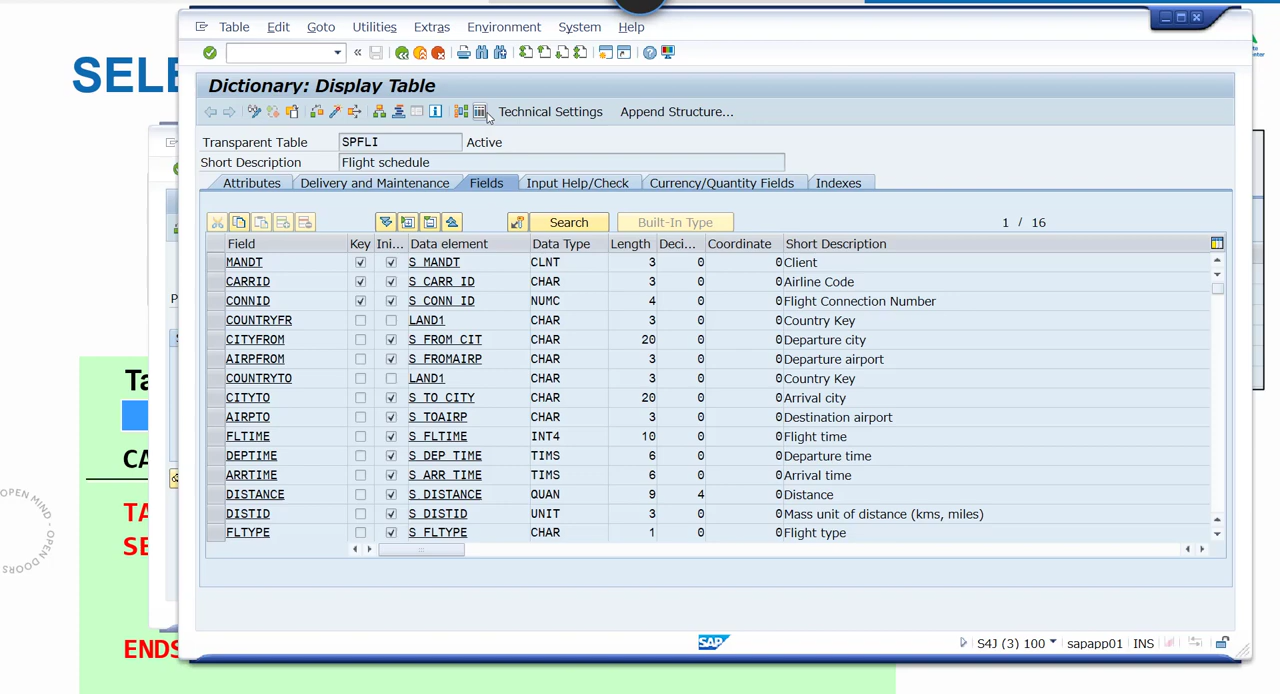 SELE
Table Edit Goto Utilities Extras Environment System Help
Dictionary: Display Table
Technical Settings Append Structure...
Transparent Table SPFLI Active
Short Description Flight schedule
Attributes Delivery and Maintenance Fields Input Help/Check Currency/Quantity Fields Indexes
Search Built-In Type 1 / 16
Field Key Ini... Data element Data Type Length Deci... Coordinate Short Description
MANDT S_MANDT CLNT 3 0 0 Client
CARRID S_CARR_ID CHAR 3 0 0 Airline Code
CONNID S_CONN_ID NUMC 4 0 0 Flight Connection Number
COUNTRYFR LAND1 CHAR 3 0 0 Country Key
CITYFROM S_FROM_CIT CHAR 20 0 0 Departure city
AIRPFROM S_FROMAIRP CHAR 3 0 0 Departure airport
COUNTRYTO LAND1 CHAR 3 0 0 Country Key
CITYTO S_TO_CITY CHAR 20 0 0 Arrival city
AIRPTO S_TOAIRP CHAR 3 0 0 Destination airport
FLTIME S_FLTIME INT4 10 0 0 Flight time
DEPTIME S_DEP_TIME TIMS 6 0 0 Departure time
ARRTIME S_ARR_TIME TIMS 6 0 0 Arrival time
DISTANCE S_DISTANCE QUAN 9 4 0 Distance
DISTID S_DISTID UNIT 3 0 0 Mass unit of distance (kms, miles)
FLTYPE S_FLTYPE CHAR 1 0 0 Flight type
SAP S4J (3) 100 sapapp01 INS
Ta
CA
TA
SE
ENDS
OPEN MIND - OPEN DOORS